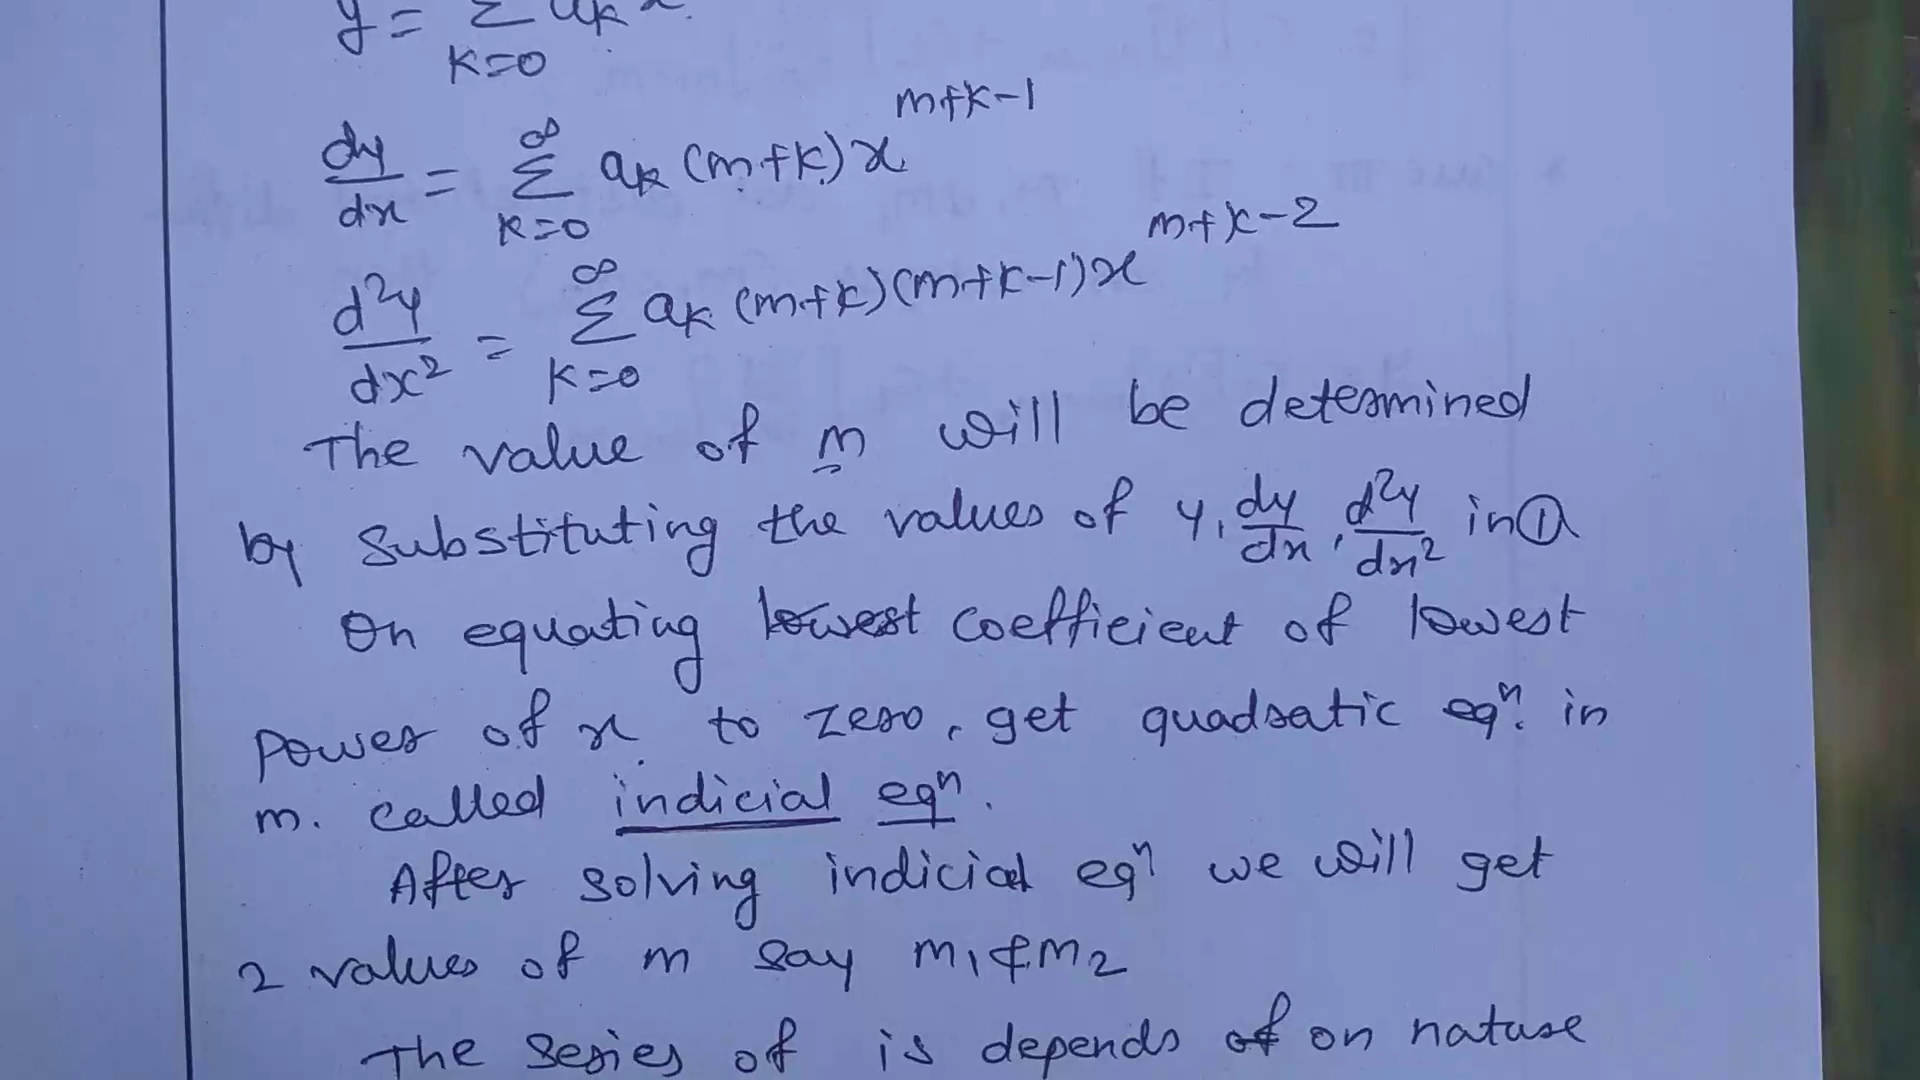 y = Σ aₖ x
K=0
m+k-1
dy/dx = ∞ Σ K=0 aₖ (m+k) x
m+k-2
d²y/dx² = ∞ Σ K=0 aₖ (m+k)(m+k-1) x
The value of m will be determined
by substituting the values of y, dy/dx, d²y/dx² in ①
On equating lowest coefficient of lowest
power of x to zero, get quadratic eqⁿ. in
m. called indicial eqⁿ.
After solving indicial eqⁿ we will get
2 values of m say m₁ & m₂
The series of is depends of on nature